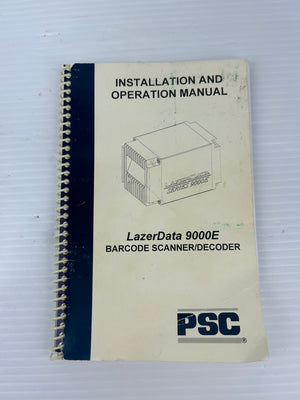 INSTALLATION AND
OPERATION MANUAL
LazerData 9000E
BARCODE SCANNER/DECODER
PSC®